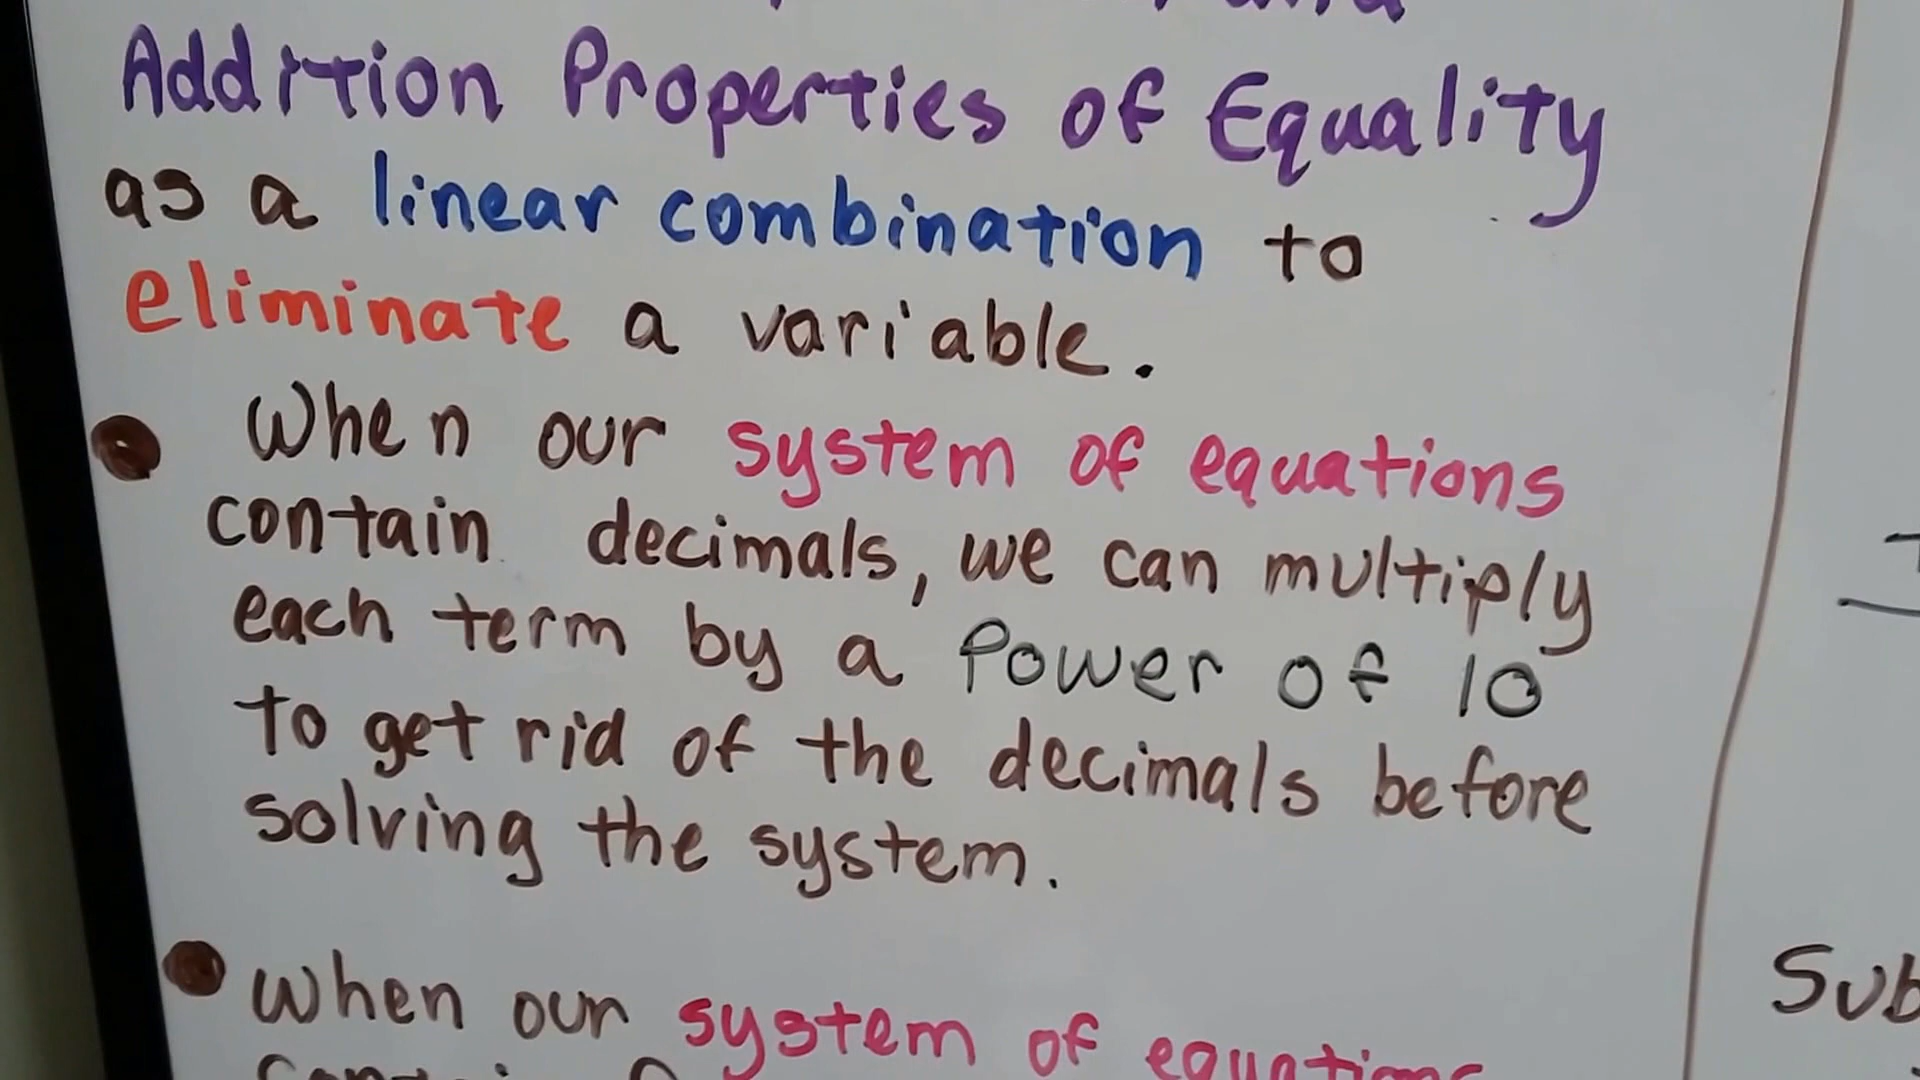 Addition Properties of Equality
as a linear combination to
eliminate a variable.
When our system of equations
contain decimals, we can multiply
each term by a Power of 10
to get rid of the decimals before
solving the system.
When our system of equations
Sub